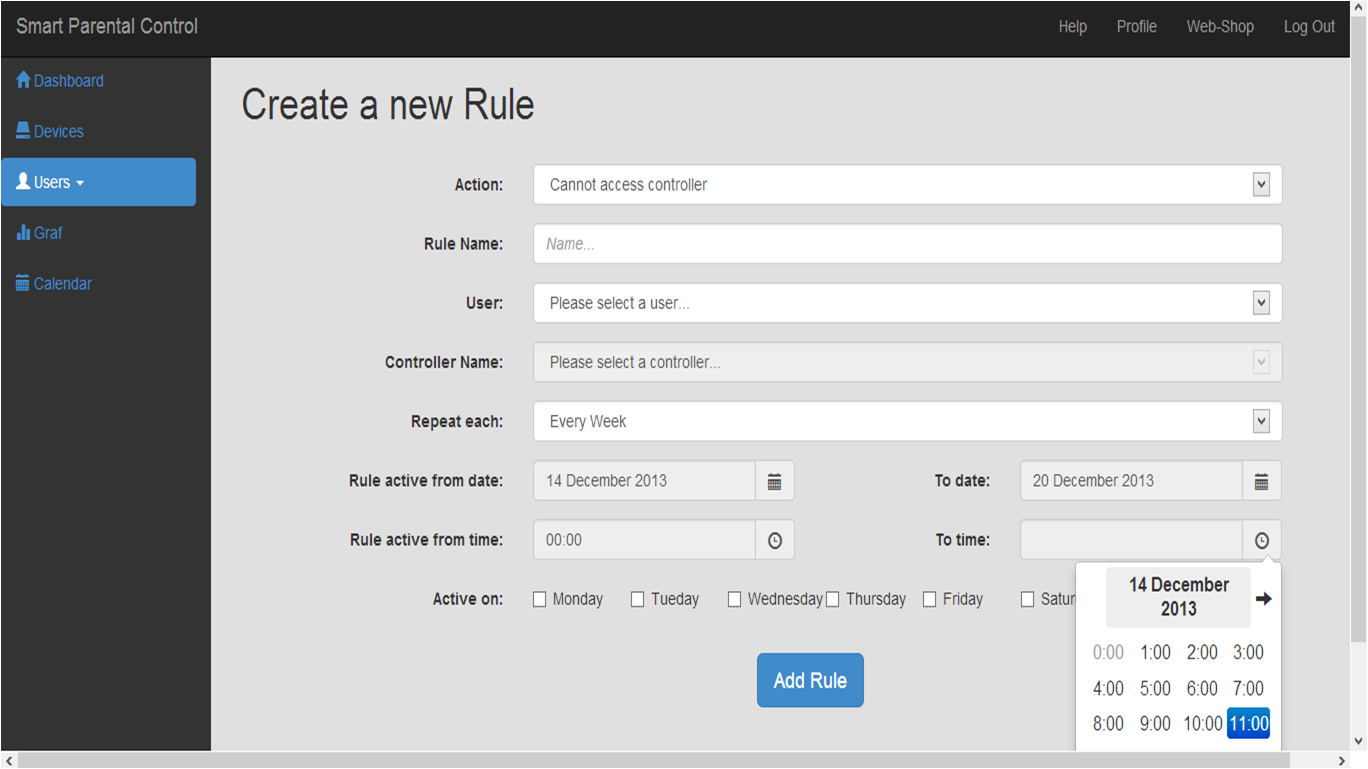 Smart Parental Control
Help Profile Web-Shop Log Out
Dashboard
Devices
Users
Graf
Calendar
Create a new Rule
Action: Cannot access controller
Rule Name: Name...
User: Please select a user...
Controller Name: Please select a controller...
Repeat each: Every Week
Rule active from date: 14 December 2013 To date: 20 December 2013
Rule active from time: 00:00 To time:
Active on: Monday Tueday Wednesday Thursday Friday Satur
14 December
2013
0:00 1:00 2:00 3:00
4:00 5:00 6:00 7:00
8:00 9:00 10:00 11:00
Add Rule